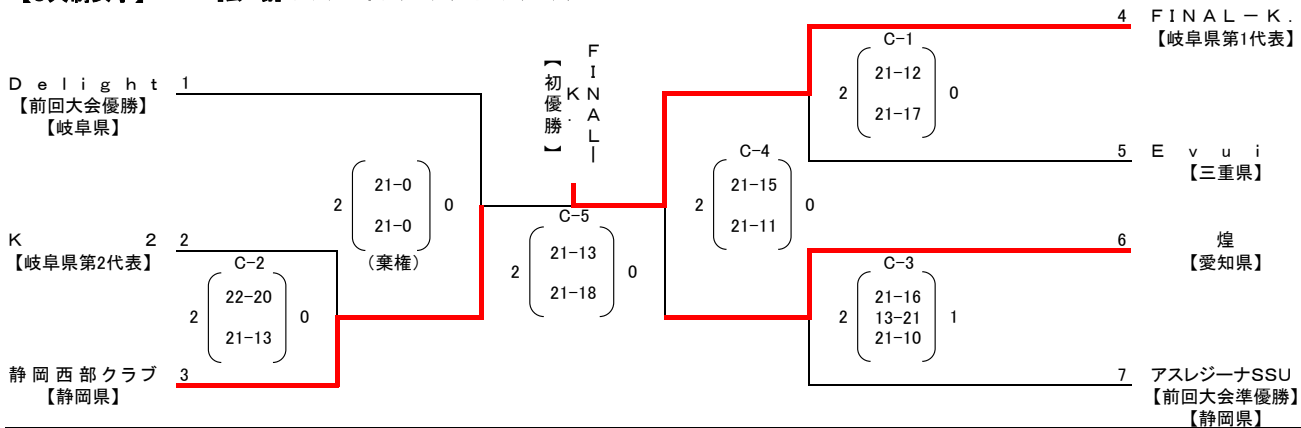 Delight 1
【前回大会優勝】
【岐阜県】
K2 2
【岐阜県第2代表】
静岡西部クラブ 3
【静岡県】
C-2
2 22-20 0
21-13
2 21-0 0
21-0
(棄権)
FINAL-K.
【初優勝】
C-5
2 21-13 0
21-18
C-4
2 21-15 0
21-11
C-1
2 21-12 0
21-17
C-3
21-16
2 13-21 1
21-10
4 FINAL-K.
【岐阜県第1代表】
5 Evui
【三重県】
6 煌
【愛知県】
7 アスレジーナSSU
【前回大会準優勝】
【静岡県】